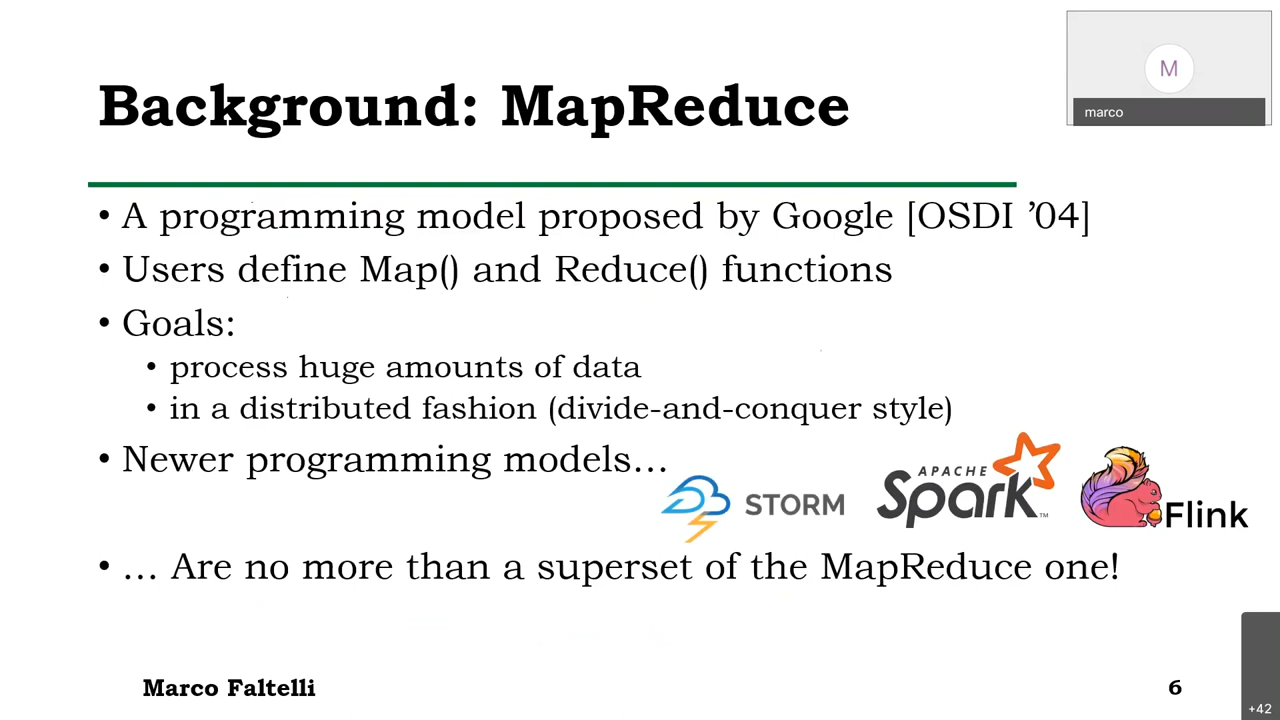 Background: MapReduce
M
marco
• A programming model proposed by Google [OSDI ’04]
• Users define Map() and Reduce() functions
• Goals:
• process huge amounts of data
• in a distributed fashion (divide-and-conquer style)
• Newer programming models…
STORM
APACHE
Spark™
Flink
• … Are no more than a superset of the MapReduce one!
Marco Faltelli
6
+42